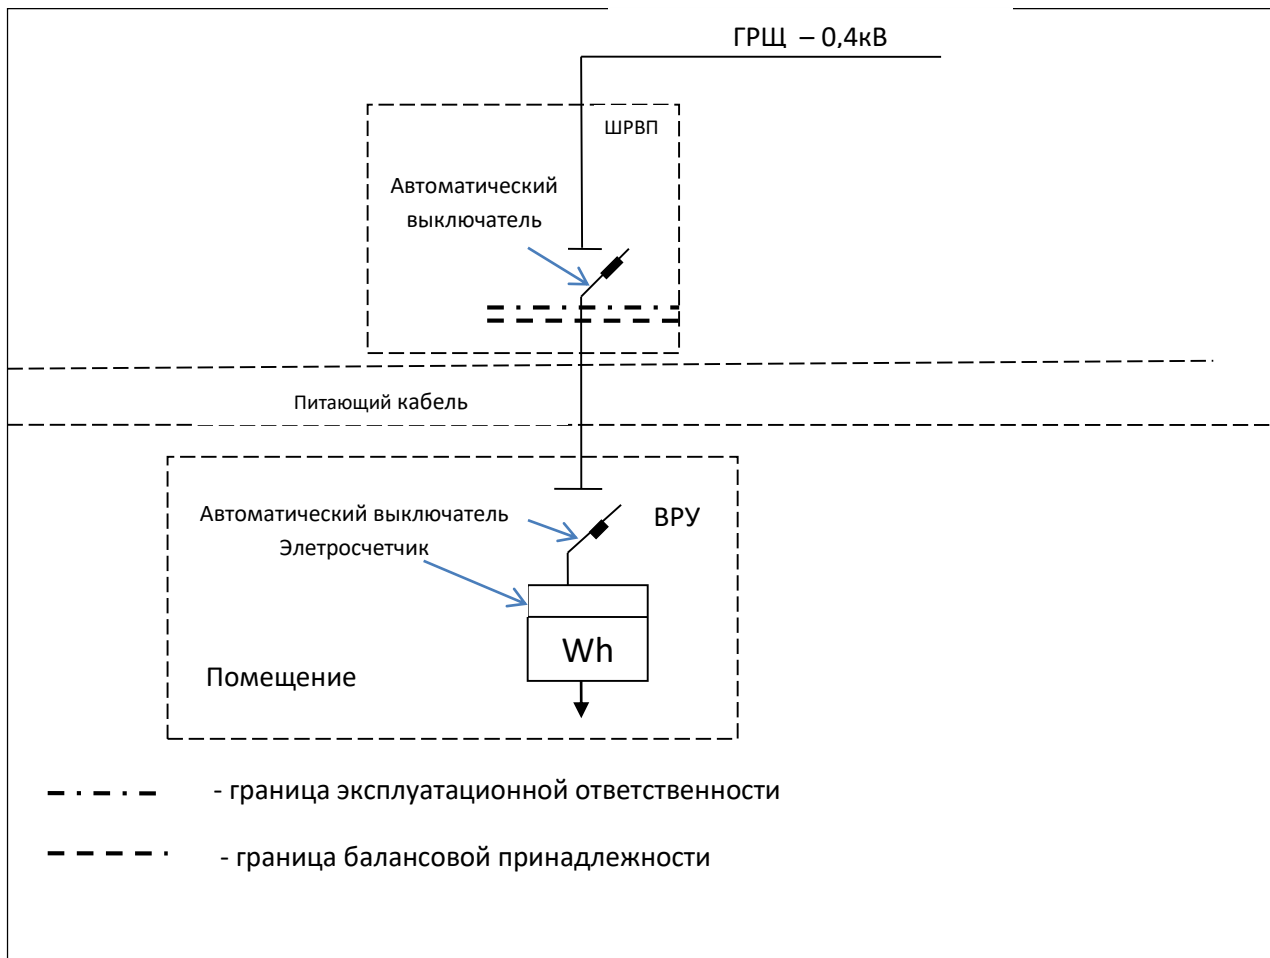 ГРЩ – 0,4кВ
ШРВП
Автоматический
выключатель
Питающий кабель
Автоматический выключатель
ВРУ
Элетросчетчик
Wh
Помещение
- граница эксплуатационной ответственности
- граница балансовой принадлежности